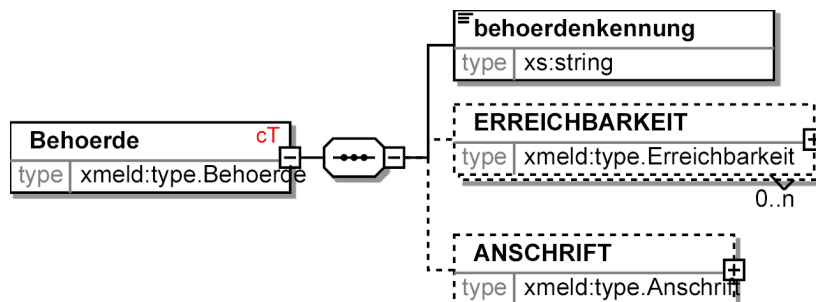 behoerdenkennung
type xs:string
Behoerde cT
type xmeld:type.Behoerde
ERREICHBARKEIT
type xmeld:type.Erreichbarkeit
0..n
ANSCHRIFT
type xmeld:type.Anschrift